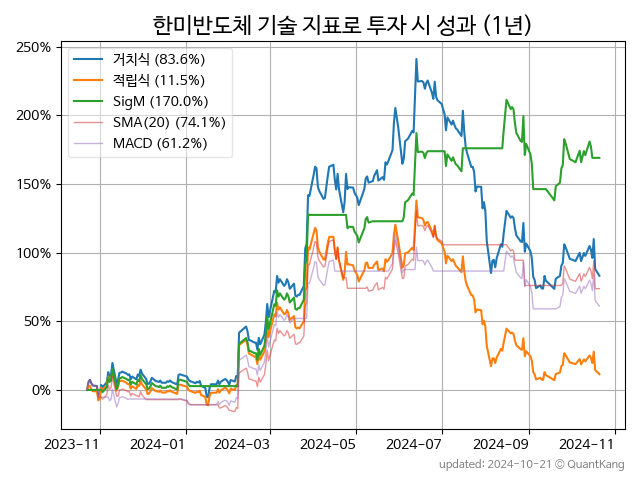 한미반도체 기술 지표로 투자 시 성과 (1년)
250%
200%
150%
100%
50%
0%
거치식 (83.6%)
적립식 (11.5%)
SigM (170.0%)
SMA(20) (74.1%)
MACD (61.2%)
2023-11
2024-01
2024-03
2024-05
2024-07
2024-09
2024-11
updated: 2024-10-21 © QuantKang